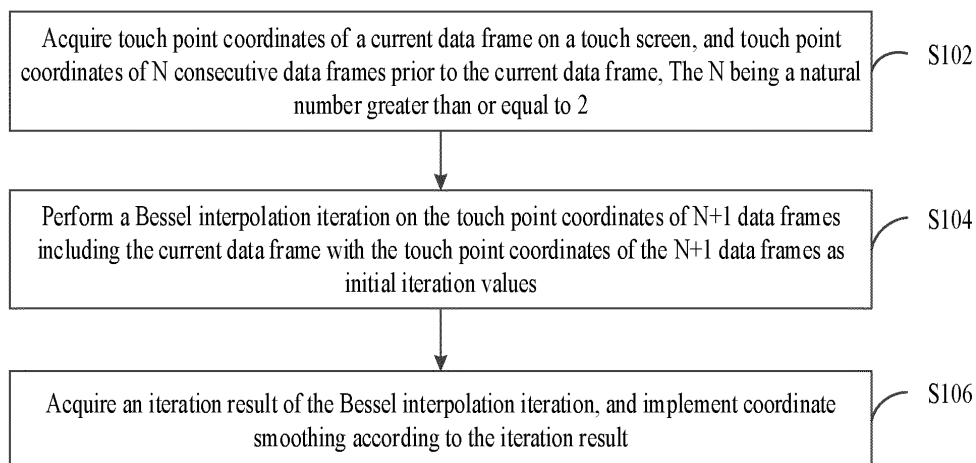 Acquire touch point coordinates of a current data frame on a touch screen, and touch point
coordinates of N consecutive data frames prior to the current data frame, The N being a natural
number greater than or equal to 2
S102
Perform a Bessel interpolation iteration on the touch point coordinates of N+1 data frames
including the current data frame with the touch point coordinates of the N+1 data frames as
initial iteration values
S104
Acquire an iteration result of the Bessel interpolation iteration, and implement coordinate
smoothing according to the iteration result
S106